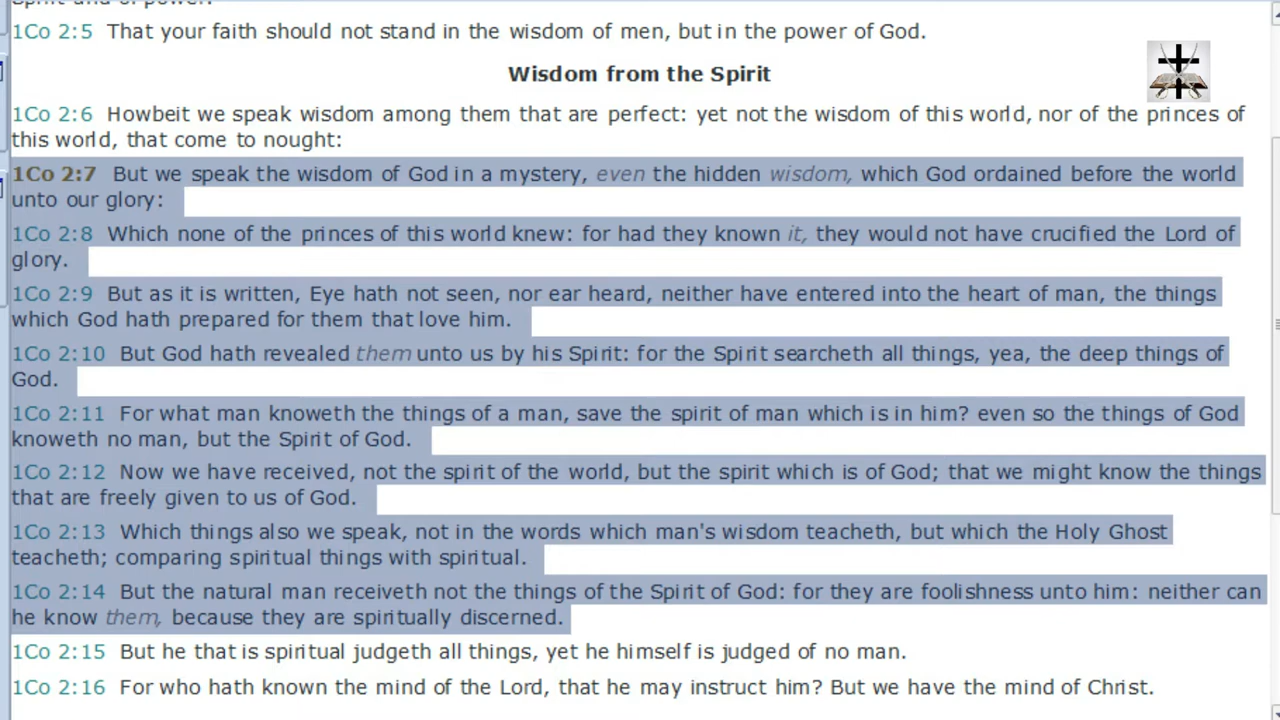 Spirit and of power.
1Co 2:5 That your faith should not stand in the wisdom of men, but in the power of God.
Wisdom from the Spirit
1Co 2:6 Howbeit we speak wisdom among them that are perfect: yet not the wisdom of this world, nor of the princes of
this world, that come to nought:
1Co 2:7 But we speak the wisdom of God in a mystery, even the hidden wisdom, which God ordained before the world
unto our glory:
1Co 2:8 Which none of the princes of this world knew: for had they known it, they would not have crucified the Lord of
glory.
1Co 2:9 But as it is written, Eye hath not seen, nor ear heard, neither have entered into the heart of man, the things
which God hath prepared for them that love him.
1Co 2:10 But God hath revealed them unto us by his Spirit: for the Spirit searcheth all things, yea, the deep things of
God.
1Co 2:11 For what man knoweth the things of a man, save the spirit of man which is in him? even so the things of God
knoweth no man, but the Spirit of God.
1Co 2:12 Now we have received, not the spirit of the world, but the spirit which is of God; that we might know the things
that are freely given to us of God.
1Co 2:13 Which things also we speak, not in the words which man's wisdom teacheth, but which the Holy Ghost
teacheth; comparing spiritual things with spiritual.
1Co 2:14 But the natural man receiveth not the things of the Spirit of God: for they are foolishness unto him: neither can
he know them, because they are spiritually discerned.
1Co 2:15 But he that is spiritual judgeth all things, yet he himself is judged of no man.
1Co 2:16 For who hath known the mind of the Lord, that he may instruct him? But we have the mind of Christ.